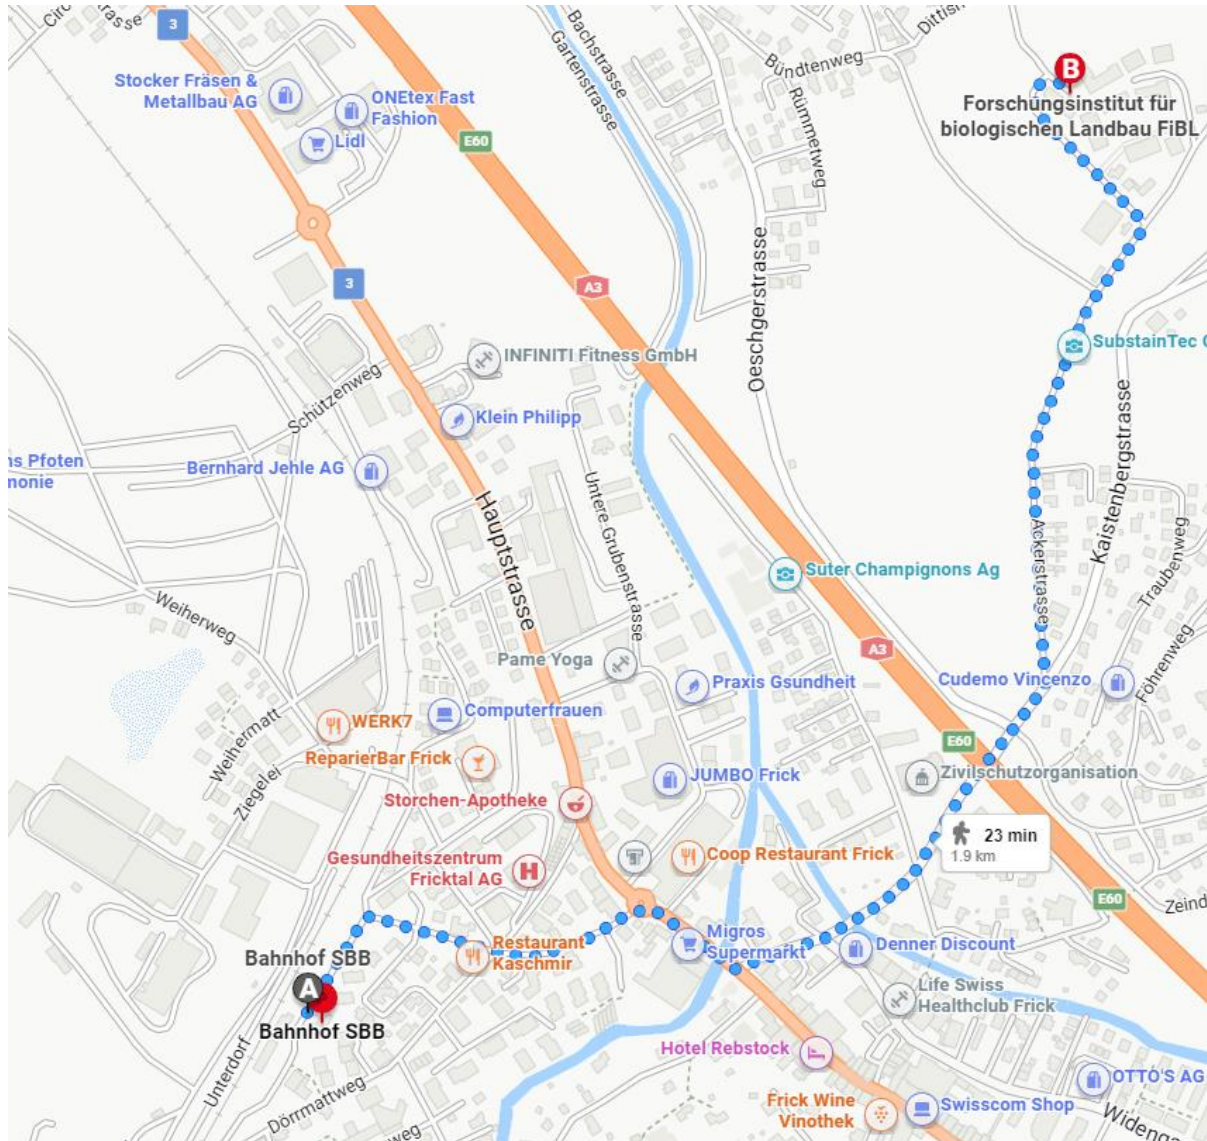 3
Bachstrasse
Gartenstrasse
Bündtenweg
Rümmetweg
B
Stocker Fräsen &
Metallbau AG
ONEtex Fast
Fashion
Lidl
E60
Forschungsinstitut für
biologischen Landbau FiBL
3
A3
Oeschgerstrasse
SubstainTec
INFINITI Fitness GmbH
Schützenweg
Klein Philipp
Kaistenbergstrasse
Pfoten
Bernhard Jehle AG
Hauptstrasse
Untere Grubenstrasse
Ackerstrasse
Traubenweg
Suter Champignons Ag
Weiherweg
A3
Föhrenweg
Pame Yoga
Praxis Gsundheit
Cudemo Vincenzo
WERK7
Computerfrauen
Weihermatt
E60
ReparierBar Frick
Ziegelei
JUMBO Frick
Zivilschutzorganisation
Storchen-Apotheke
23 min
1.9 km
Gesundheitszentrum
Fricktal AG
H
Coop Restaurant Frick
E60
Restaurant
Kaschmir
Migros
Supermarkt
Denner Discount
Bahnhof SBB
A
Bahnhof SBB
Life Swiss
Healthclub Frick
Unterdorf
Hotel Rebstock
OTTO'S AG
Dörrmattweg
Frick Wine
Vinothek
Swisscom Shop